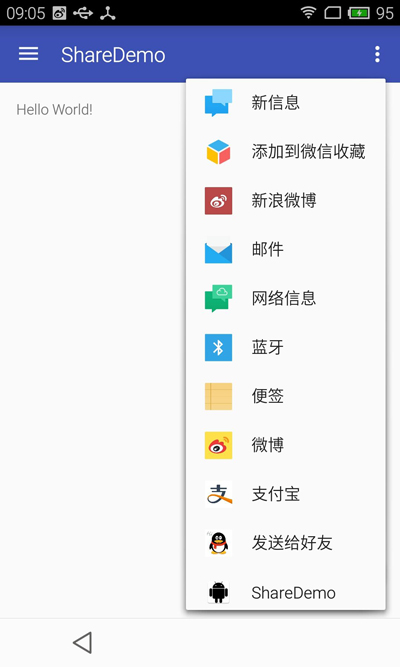 09:05
95
ShareDemo
Hello World!
新信息
添加到微信收藏
新浪微博
邮件
网络信息
蓝牙
便签
微博
支付宝
发送给好友
ShareDemo